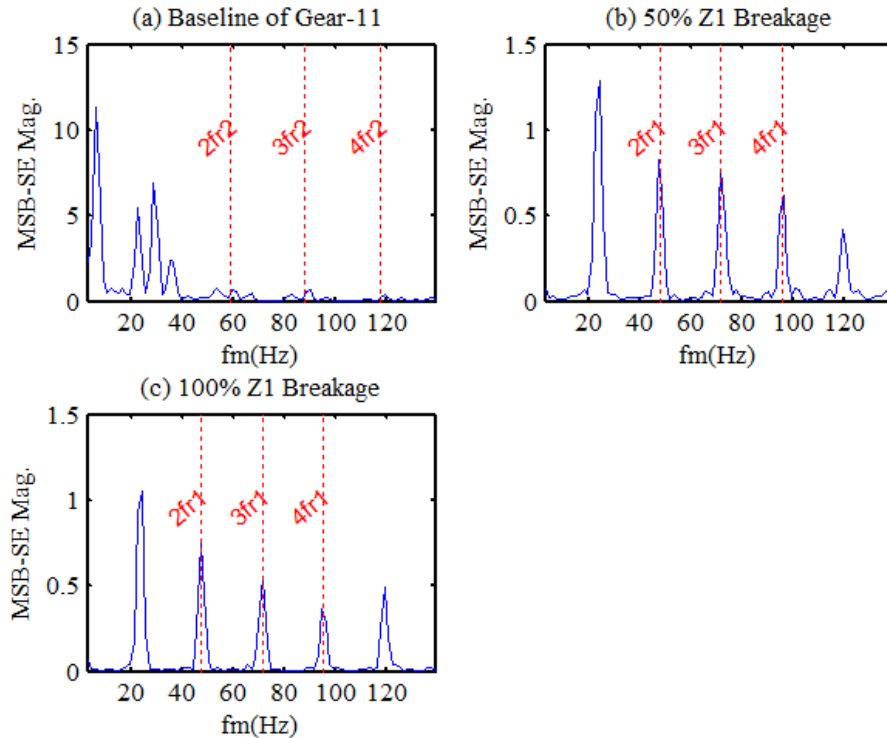 (a) Baseline of Gear-11
15
10
5
0
MSB-SE Mag.
2fr2
3fr2
4fr2
20 40 60 80 100 120
fm(Hz)
(b) 50% Z1 Breakage
1.5
1
0.5
0
MSB-SE Mag.
2fr1
3fr1
4fr1
20 40 60 80 100 120
fm(Hz)
(c) 100% Z1 Breakage
1.5
1
0.5
0
MSB-SE Mag.
2fr1
3fr1
4fr1
20 40 60 80 100 120
fm(Hz)